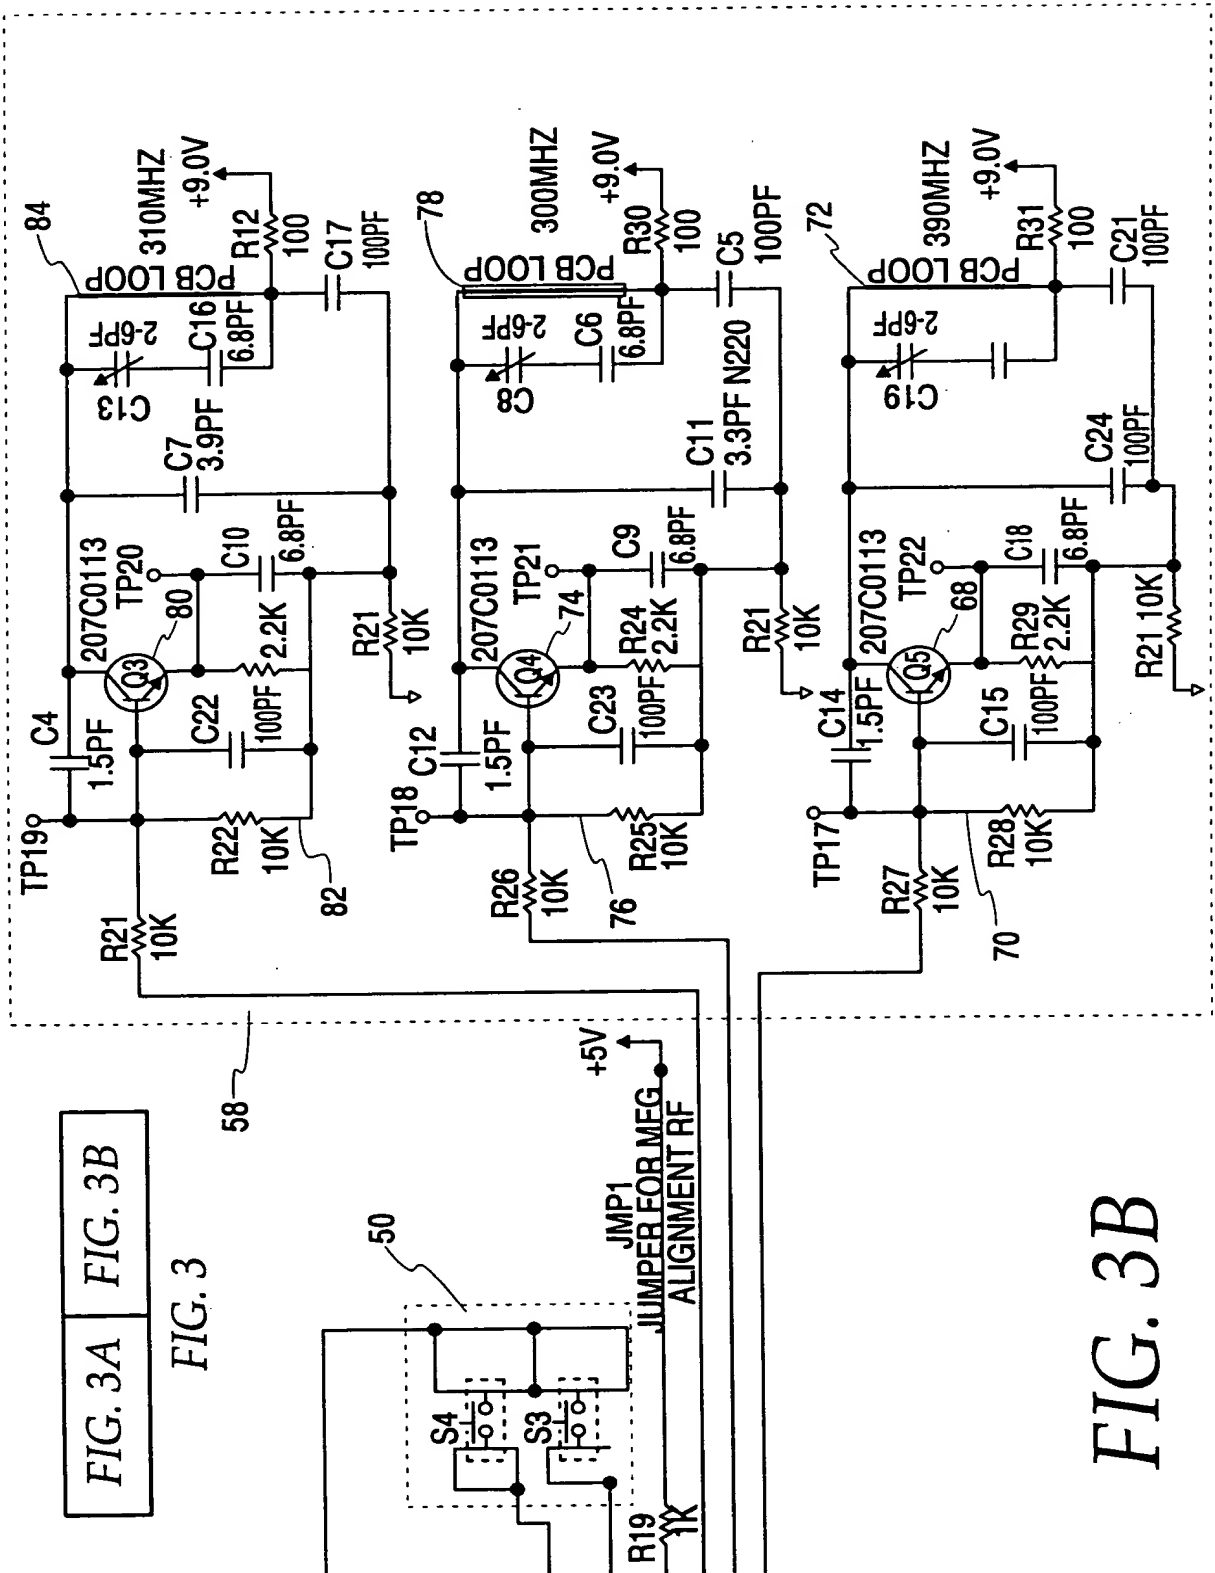 FIG. 3A
FIG. 3B
FIG. 3
58
50
S4
S3
R19
1K
JMP1
JUMPER FOR MFG
ALIGNMENT RF
+5V
TP19
C4
1.5PF
R21
10K
R22
10K
82
C22
100PF
Q3
207C0113
80
TP20
2.2K
C10
6.8PF
R21
10K
C7
3.9PF
C13
2-6PF
C16
6.8PF
PCB LOOP
84
310MHZ
+9.0V
R12
100
C17
100PF
TP18
C12
1.5PF
R26
10K
76
R25
10K
C23
100PF
Q4
207C0113
74
TP21
R24
2.2K
C9
6.8PF
R21
10K
C11
3.3PF N220
C8
2-6PF
C6
6.8PF
PCB LOOP
78
300MHZ
+9.0V
R30
100
C5
100PF
TP17
C14
1.5PF
R27
10K
70
R28
10K
C15
100PF
Q5
207C0113
68
TP22
R29
2.2K
C18
6.8PF
R21 10K
C24
100PF
C19
2-6PF
PCB LOOP
72
390MHZ
+9.0V
R31
100
C21
100PF
FIG. 3B